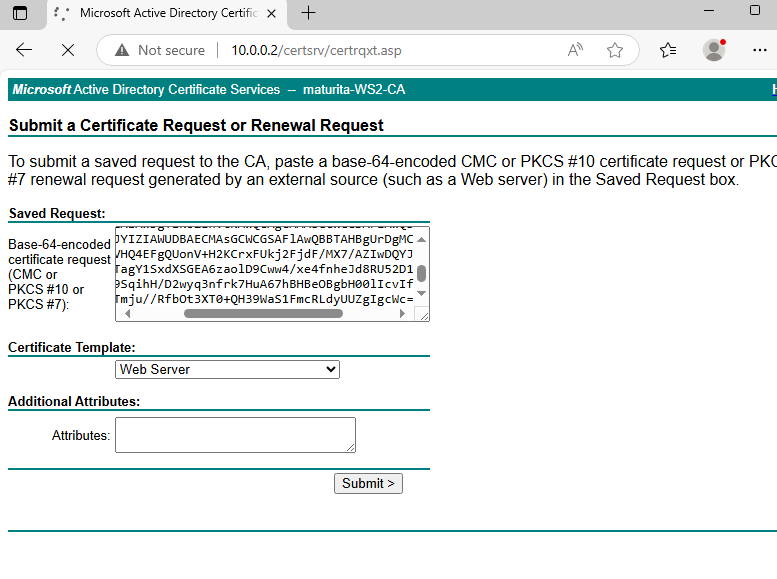 Microsoft Active Directory Certific
Not secure
10.0.0.2/certsrv/certrqxt.asp
Microsoft Active Directory Certificate Services -- maturita-WS2-CA
Submit a Certificate Request or Renewal Request
To submit a saved request to the CA, paste a base-64-encoded CMC or PKCS #10 certificate request or PKC
#7 renewal request generated by an external source (such as a Web server) in the Saved Request box.
Saved Request:
Base-64-encoded
certificate request
(CMC or
PKCS #10 or
PKCS #7):
JYIZIAWUDBAECMAsGCWCGSAFlAwQBBTAHBgUrDgMC
VHQ4EFgQUonV+H2KCrxFUkj2FjdF/MX7/AZIwDQYJ
TagY1SxdXSGEA6zaolD9Cww4/xe4fnheJd8RU52D1
9SqihH/D2wyq3nfrk7HuA67hBHBeOBgbH00lIcvIf
Tmju//RfbOt3XT0+QH39WaS1FmcRLdyUUZgIgcWc=
Certificate Template:
Web Server
Additional Attributes:
Attributes:
Submit >